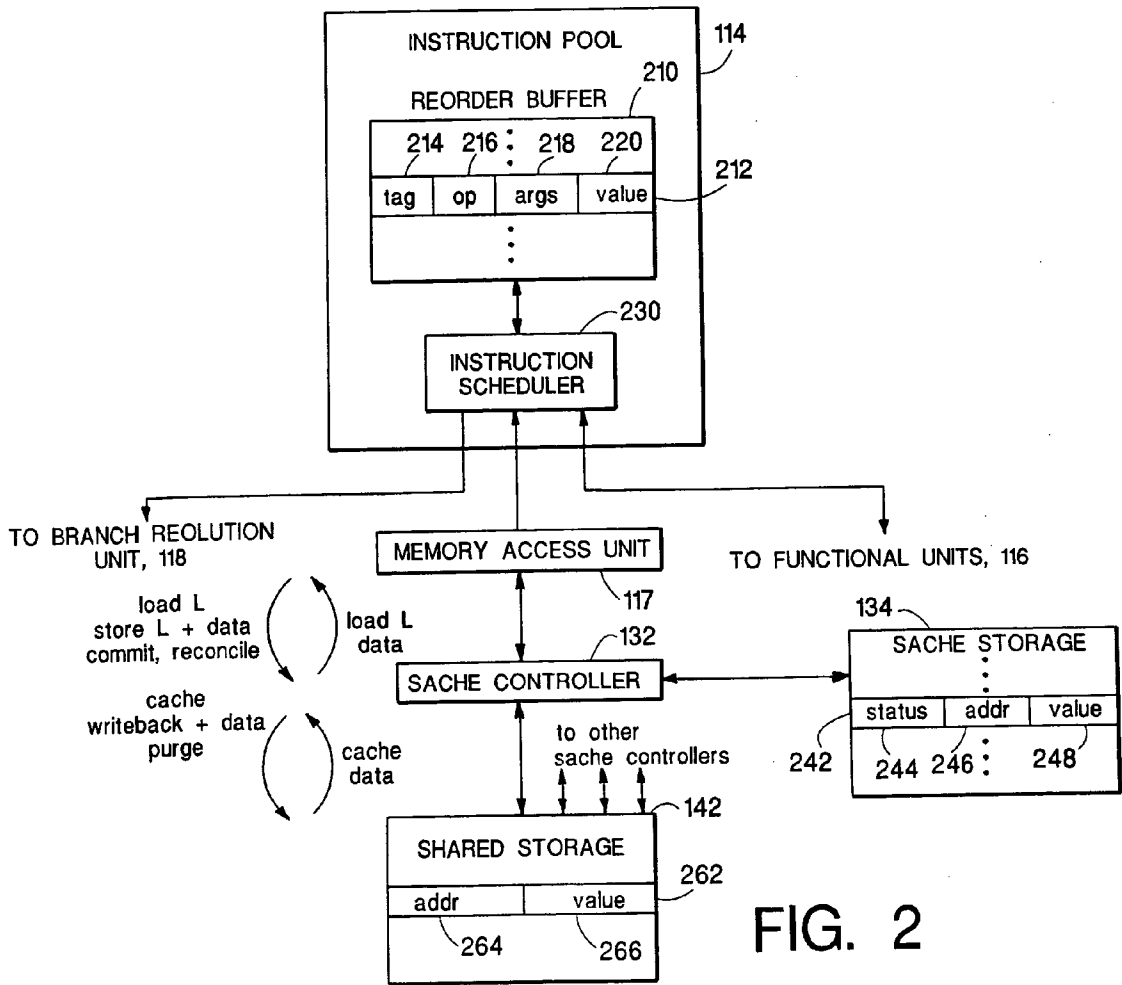 INSTRUCTION POOL
114
210
REORDER BUFFER
214 216 218 220
212
tag op args value
230
INSTRUCTION
SCHEDULER
TO BRANCH REOLUTION
UNIT, 118
MEMORY ACCESS UNIT
117
TO FUNCTIONAL UNITS, 116
load L
store L + data
commit, reconcile
load L
data
132
SACHE CONTROLLER
134
SACHE STORAGE
status addr value
242
244 246 248
cache
writeback + data
purge
cache
data
to other
sache controllers
142
SHARED STORAGE
262
addr value
264 266
FIG. 2